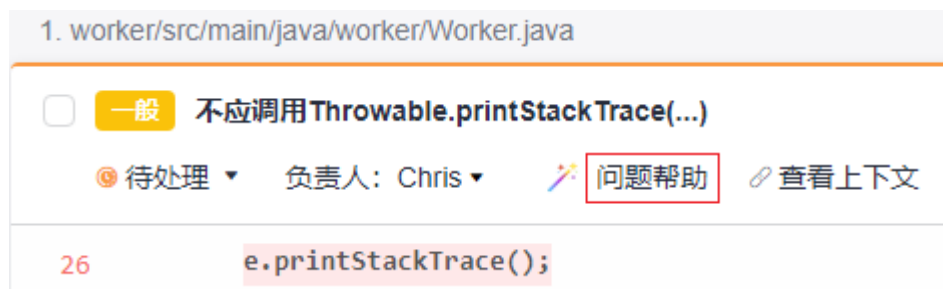 1. worker/src/main/java/worker/Worker.java
一般 不应调用Throwable.printStackTrace(...)
待处理 负责人：Chris 问题帮助 查看上下文
26 e.printStackTrace();